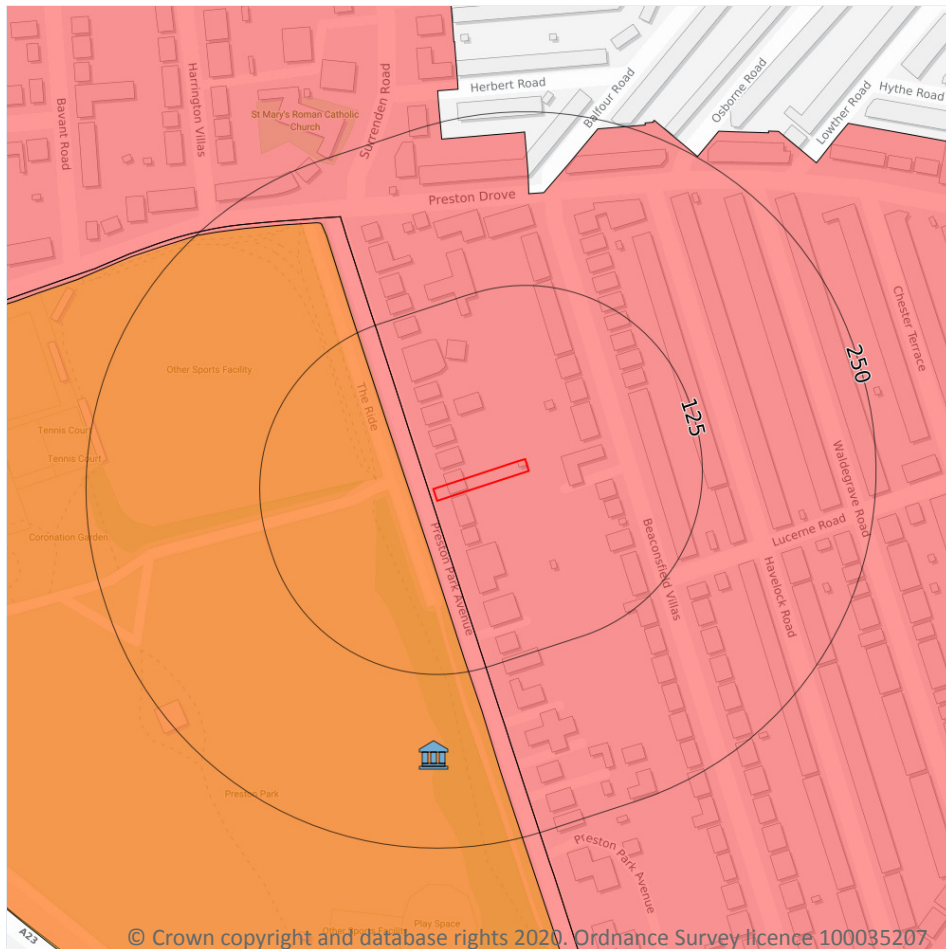 Herbert Road
Balfour Road
Osborne Road
Lowther Road
Hythe Road
Bavant Road
Harrington Villas
St Mary's Roman Catholic
Church
Surrenden Road
Preston Drove
Chester Terrace
Other Sports Facility
The Ride
250
125
Tennis Court
Tennis Court
Coronation Garden
Preston Park Avenue
Beaconsfield Villas
Waldegrave Road
Lucerne Road
Havelock Road
Preston Park
Preston Park Avenue
Play Space
Other Sports Facility
A23
© Crown copyright and database rights 2020. Ordnance Survey licence 100035207.